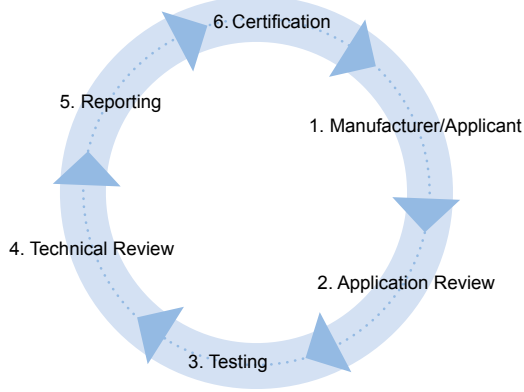 6. Certification
1. Manufacturer/Applicant
2. Application Review
3. Testing
4. Technical Review
5. Reporting